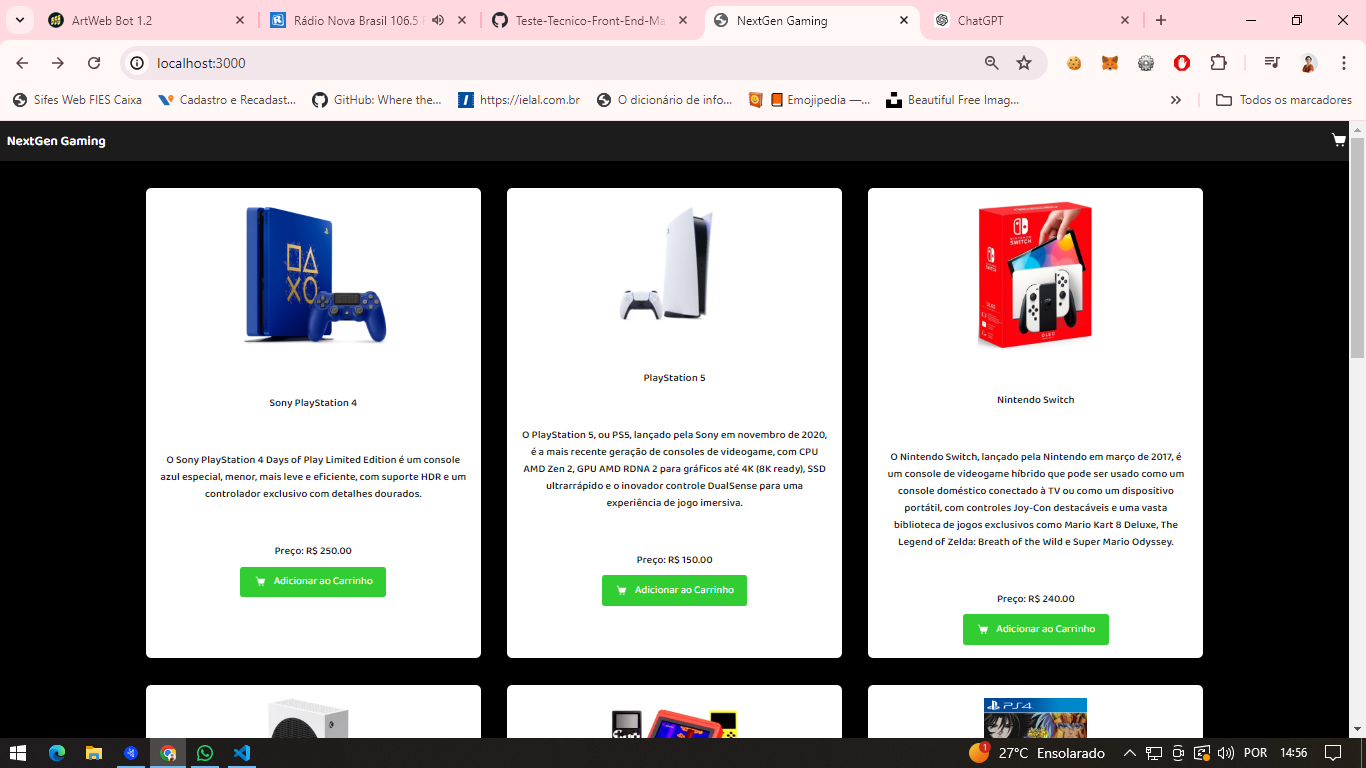 ArtWeb Bot 1.2
Rádio Nova Brasil 106.5
Teste-Tecnico-Front-End-Ma
NextGen Gaming
ChatGPT
localhost:3000
Sifes Web FIES Caixa
Cadastro e Recadast...
GitHub: Where the...
https://ielal.com.br
O dicionário de info...
Emojipedia —...
Beautiful Free Imag...
Todos os marcadores
NextGen Gaming
Sony PlayStation 4
O Sony PlayStation 4 Days of Play Limited Edition é um console
azul especial, menor, mais leve e eficiente, com suporte HDR e um
controlador exclusivo com detalhes dourados.
Preço: R$ 250.00
Adicionar ao Carrinho
PlayStation 5
O PlayStation 5, ou PS5, lançado pela Sony em novembro de 2020,
é a mais recente geração de consoles de videogame, com CPU
AMD Zen 2, GPU AMD RDNA 2 para gráficos até 4K (8K ready), SSD
ultrarrápido e o inovador controle DualSense para uma
experiência de jogo imersiva.
Preço: R$ 150.00
Adicionar ao Carrinho
NINTENDO
SWITCH
Nintendo Switch
O Nintendo Switch, lançado pela Nintendo em março de 2017, é
um console de videogame híbrido que pode ser usado como um
console doméstico conectado à TV ou como um dispositivo
portátil, com controles Joy-Con destacáveis e uma vasta
biblioteca de jogos exclusivos como Mario Kart 8 Deluxe, The
Legend of Zelda: Breath of the Wild e Super Mario Odyssey.
Preço: R$ 240.00
Adicionar ao Carrinho
PS4
1
27°C Ensolarado
POR
14:56